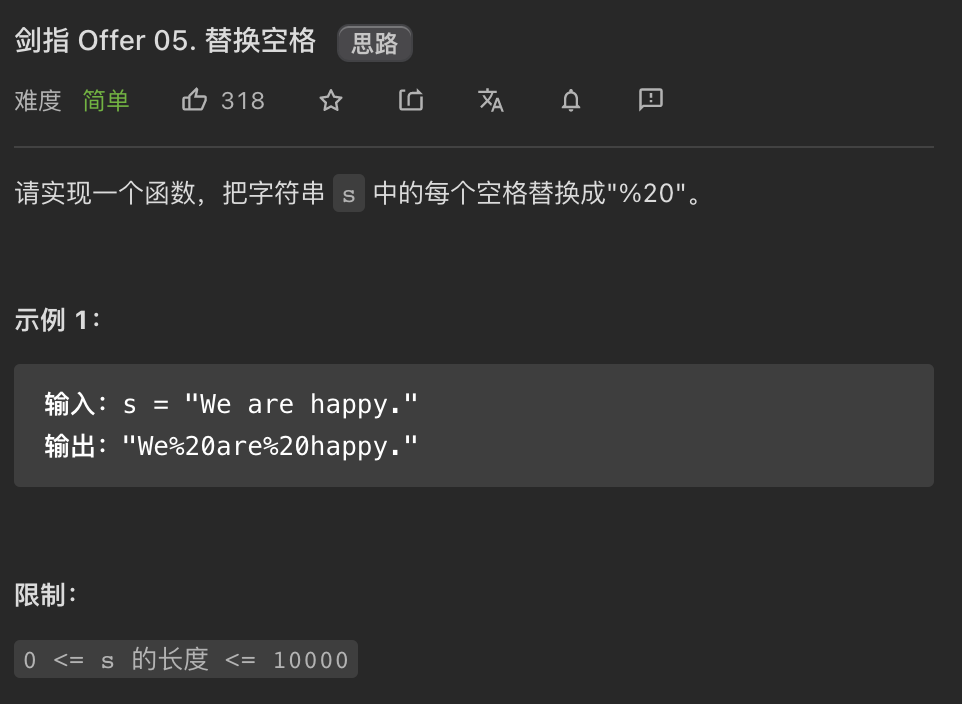 剑指 Offer 05. 替换空格 思路
难度 简单 318
请实现一个函数，把字符串 s 中的每个空格替换成"%20"。
示例 1：
输入：s = "We are happy."
输出："We%20are%20happy."
限制：
0 <= s 的长度 <= 10000